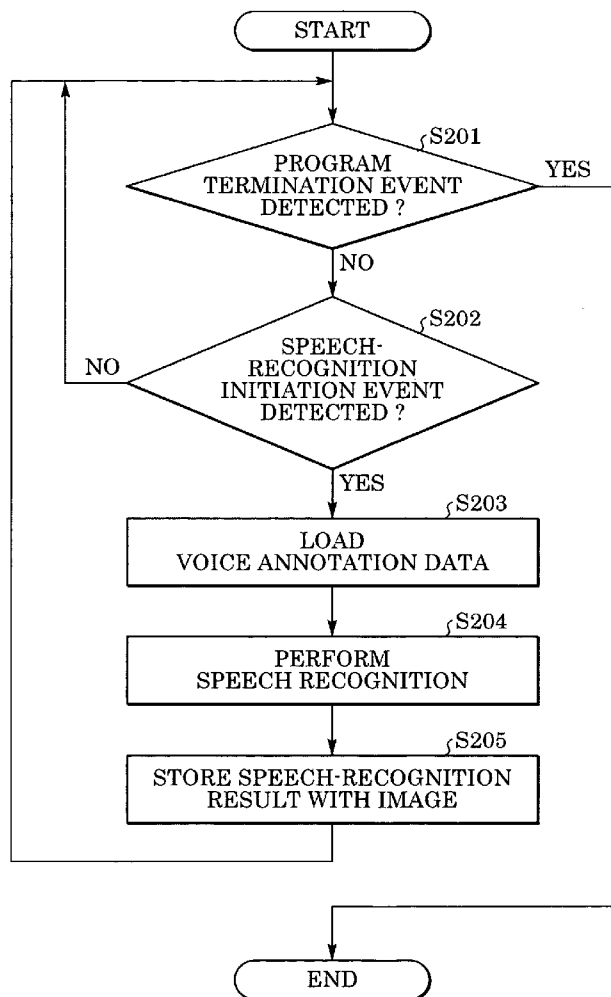 START
S201
PROGRAM
TERMINATION EVENT
DETECTED ?
YES
NO
S202
SPEECH-
RECOGNITION
INITIATION EVENT
DETECTED ?
NO
YES
S203
LOAD
VOICE ANNOTATION DATA
S204
PERFORM
SPEECH RECOGNITION
S205
STORE SPEECH-RECOGNITION
RESULT WITH IMAGE
END